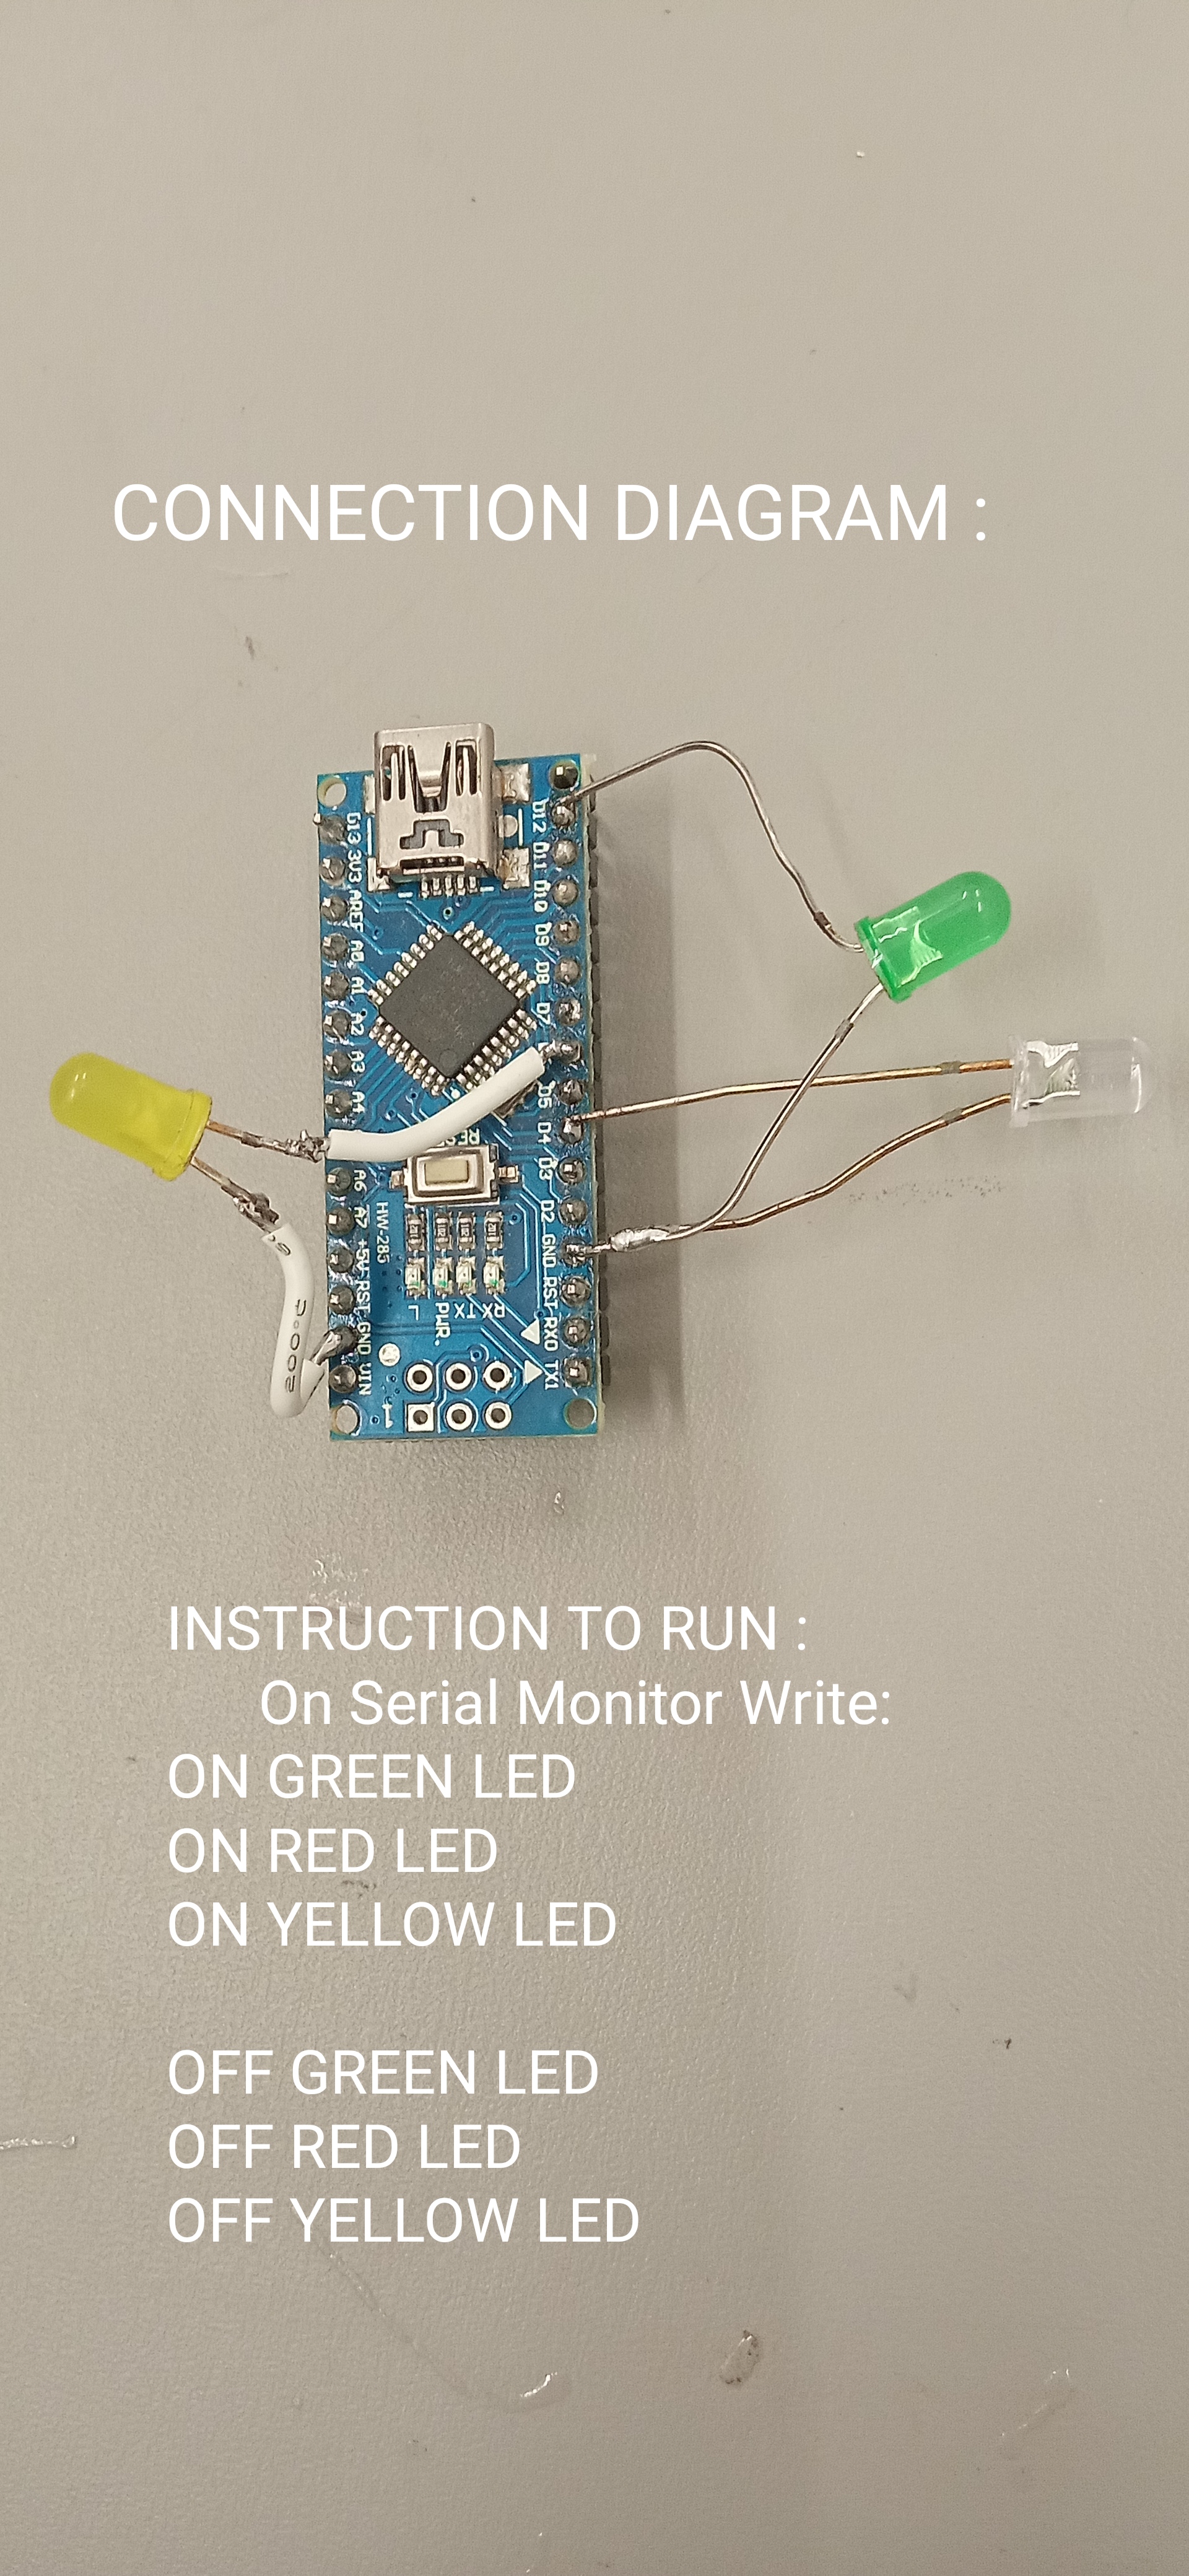 CONNECTION DIAGRAM :
D13 3V3 AREF A0 A1 A2 A3 A4 A6 A7 +5V RST GND VIN
D12 D11 D10 D9 D8 D7 D5 D4 D3 D2 GND RST RX0 TX1
HW-285
L PWR. TX RX
1
INSTRUCTION TO RUN :
On Serial Monitor Write:
ON GREEN LED
ON RED LED
ON YELLOW LED
OFF GREEN LED
OFF RED LED
OFF YELLOW LED